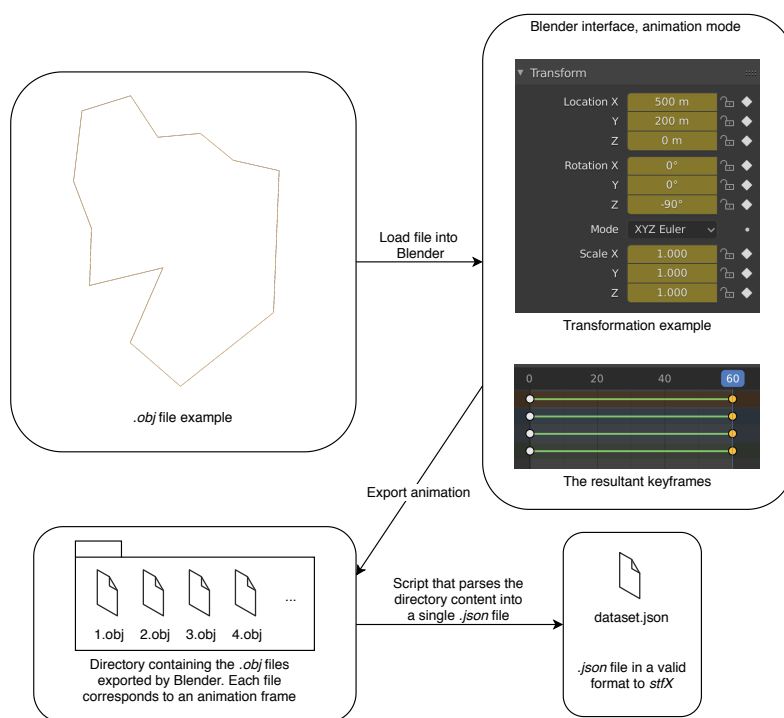 Blender interface, animation mode
Transform
Location X 500 m
Y 200 m
Z 0 m
Rotation X 0°
Y 0°
Z -90°
Mode XYZ Euler
Scale X 1.000
Y 1.000
Z 1.000
Transformation example
Load file into
Blender
.obj file example
0 20 40 60
The resultant keyframes
Export animation
1.obj 2.obj 3.obj 4.obj ...
Directory containing the .obj files
exported by Blender. Each file
corresponds to an animation frame
Script that parses the
directory content into
a single .json file
dataset.json
.json file in a valid
format to stfX